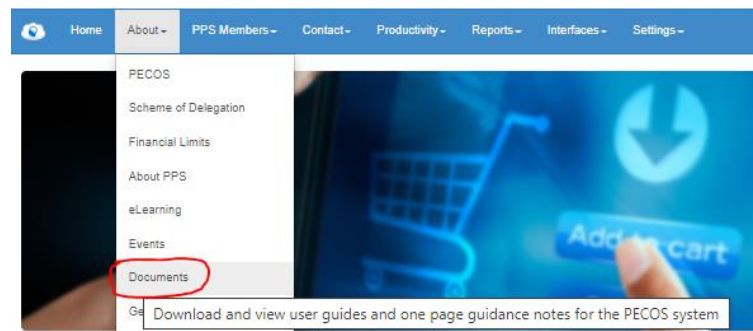 Home About PPS Members Contact Productivity Reports Interfaces Settings
PECOS
Scheme of Delegation
Financial Limits
About PPS
eLearning
Events
Documents
Ge
Download and view user guides and one page guidance notes for the PECOS system
Add to cart